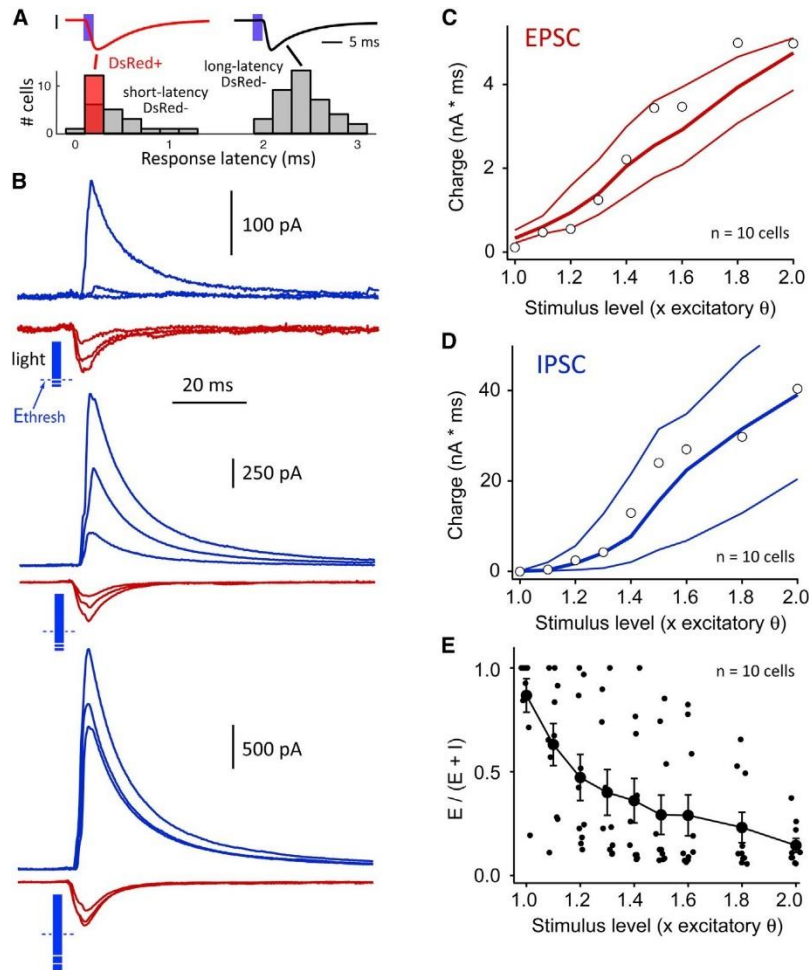 A
I
5 ms
DsRed+
short-latency
DsRed-
long-latency
DsRed-
# cells
10
0
0
1
2
3
Response latency (ms)
B
100 pA
light
Ethresh
20 ms
250 pA
500 pA
C
EPSC
Charge (nA * ms)
4
2
0
n = 10 cells
1.0 1.2 1.4 1.6 1.8 2.0
Stimulus level (x excitatory θ)
D
IPSC
Charge (nA * ms)
40
20
0
n = 10 cells
1.0 1.2 1.4 1.6 1.8 2.0
Stimulus level (x excitatory θ)
E
n = 10 cells
E / (E + I)
1.0
0.5
0.0
1.0 1.2 1.4 1.6 1.8 2.0
Stimulus level (x excitatory θ)